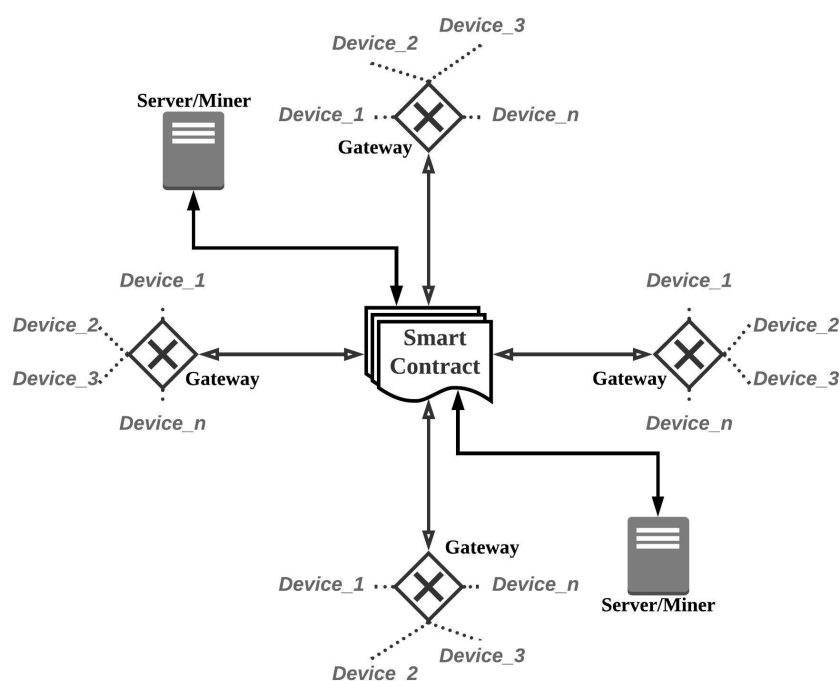 Device_3
Device_2
Server/Miner
Device_1
Device_n
Gateway
Device_1
Device_1
Device_2
Device_2
Smart
Contract
Device_3
Gateway
Gateway
Device_3
Device_n
Device_n
Gateway
Device_1
Device_n
Server/Miner
Device_3
Device_2